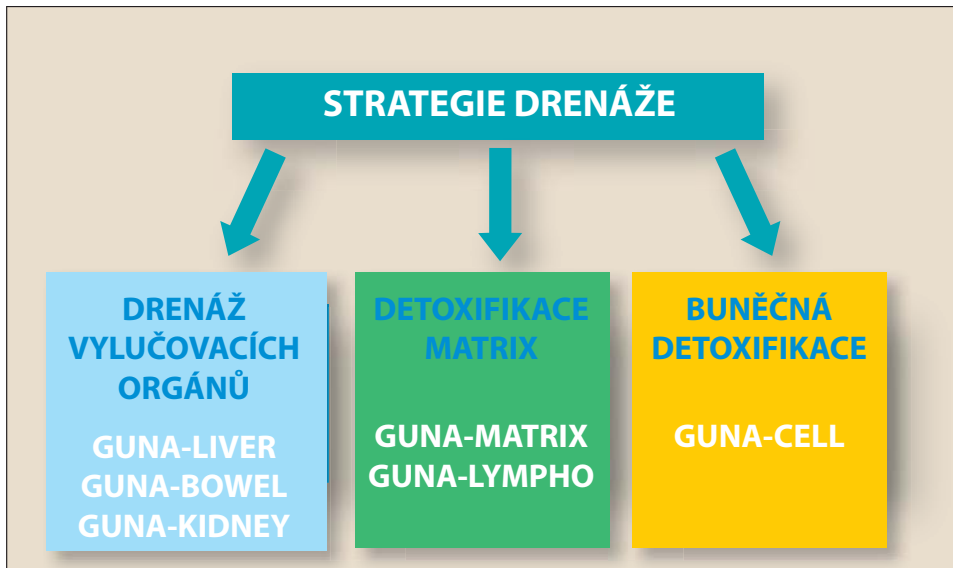 STRATEGIE DRENÁŽE
DRENÁŽ
VYLUČOVACÍCH
ORGÁNŮ
GUNA-LIVER
GUNA-BOWEL
GUNA-KIDNEY
DETOXIFIKACE
MATRIX
GUNA-MATRIX
GUNA-LYMPHO
BUNĚČNÁ
DETOXIFIKACE
GUNA-CELL